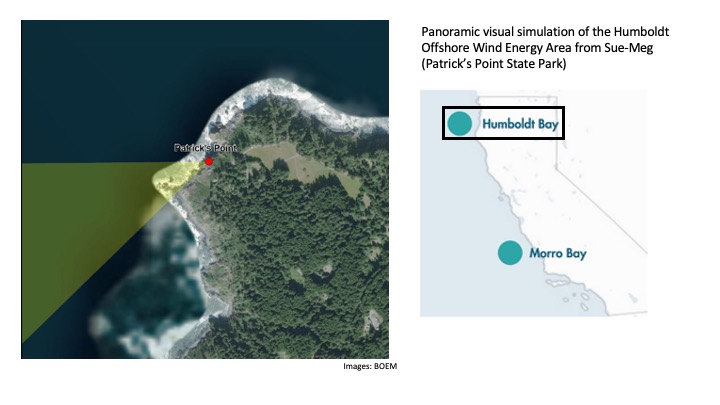 Panoramic visual simulation of the Humboldt
Offshore Wind Energy Area from Sue-Meg
(Patrick's Point State Park)
Patrick's Point
Humboldt Bay
Morro Bay
Images: BOEM